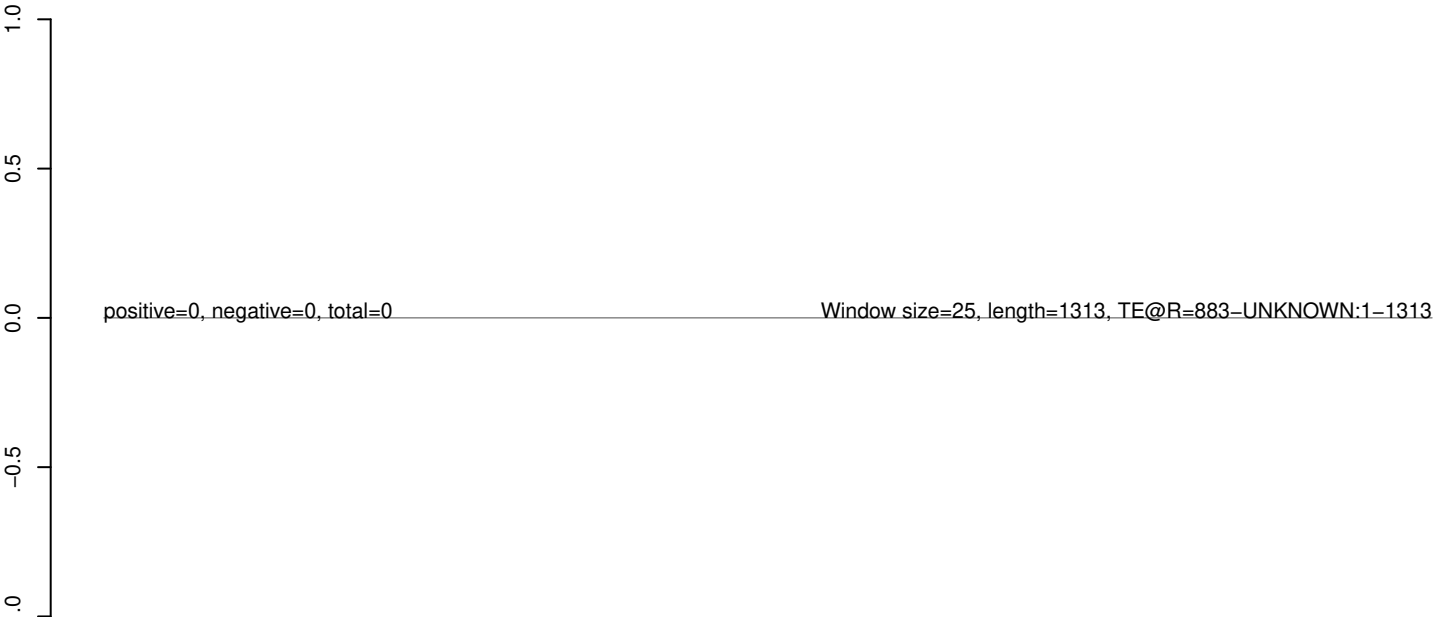 1.0
0.5
positive=0, negative=0, total=0
Window size=25, length=1313, TE@R=883−UNKNOWN:1−1313
0.0
−0.5
.0